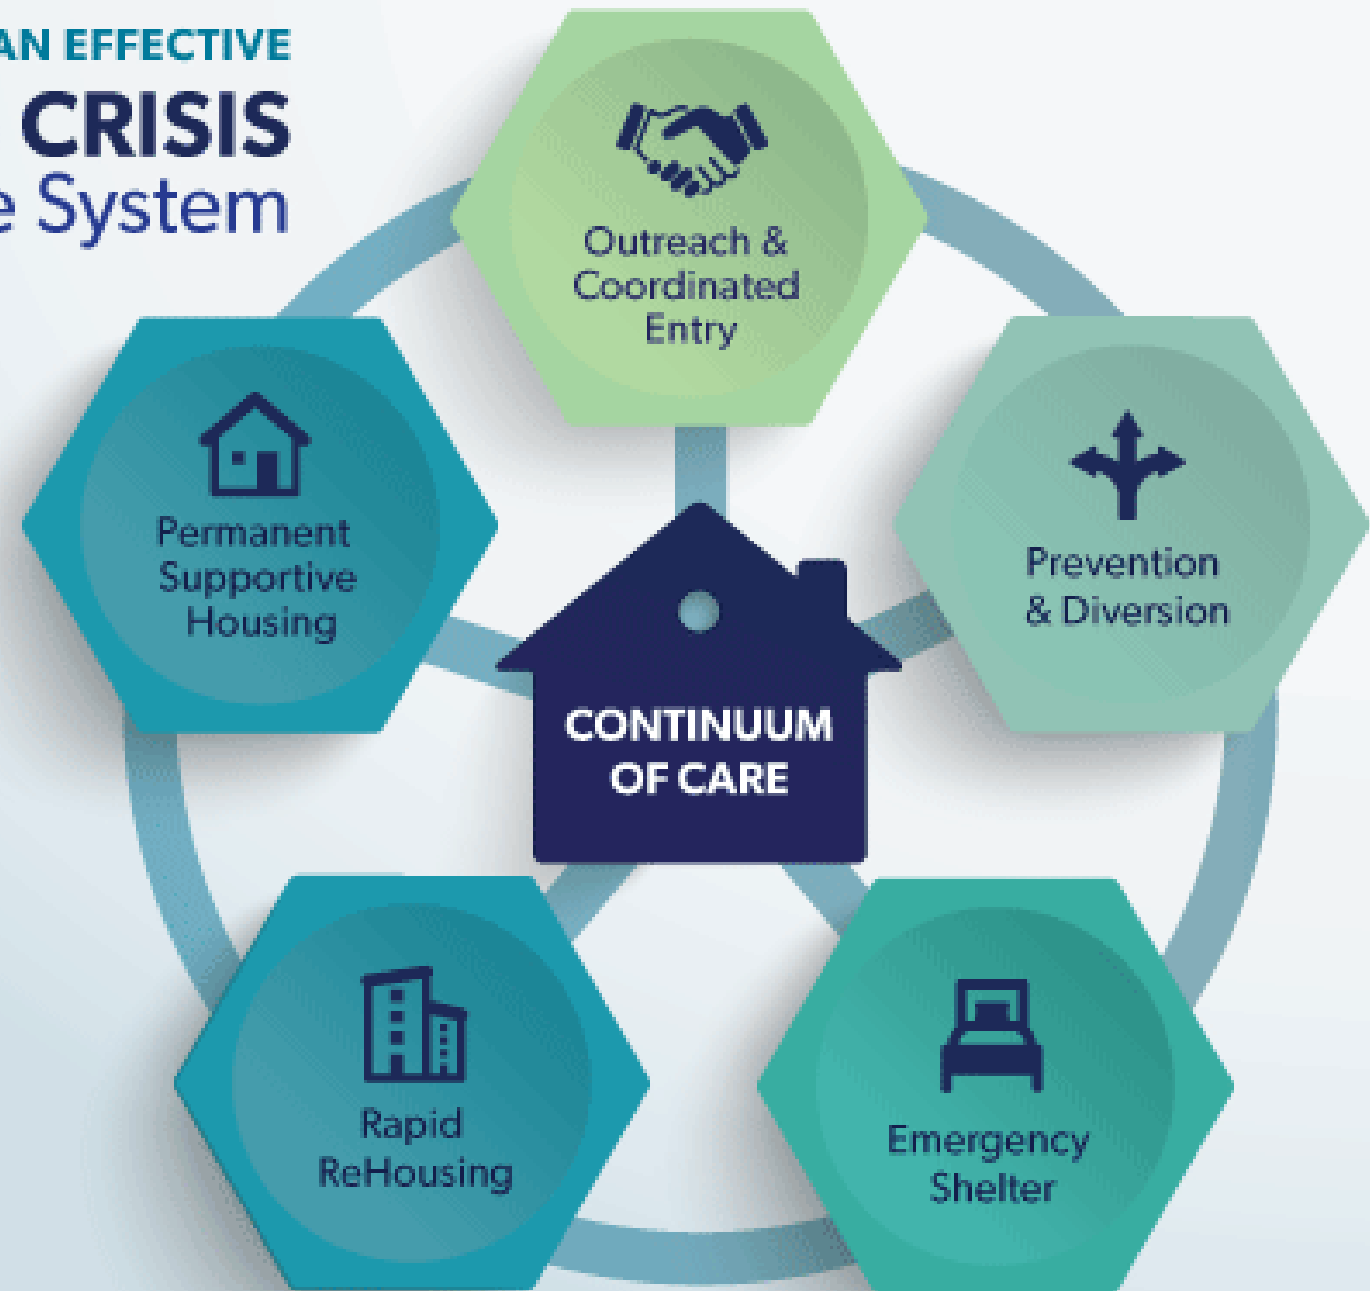 AN EFFECTIVE
CRISIS
e System
Outreach &
Coordinated
Entry
Permanent
Supportive
Housing
Prevention
& Diversion
CONTINUUM
OF CARE
Rapid
ReHousing
Emergency
Shelter